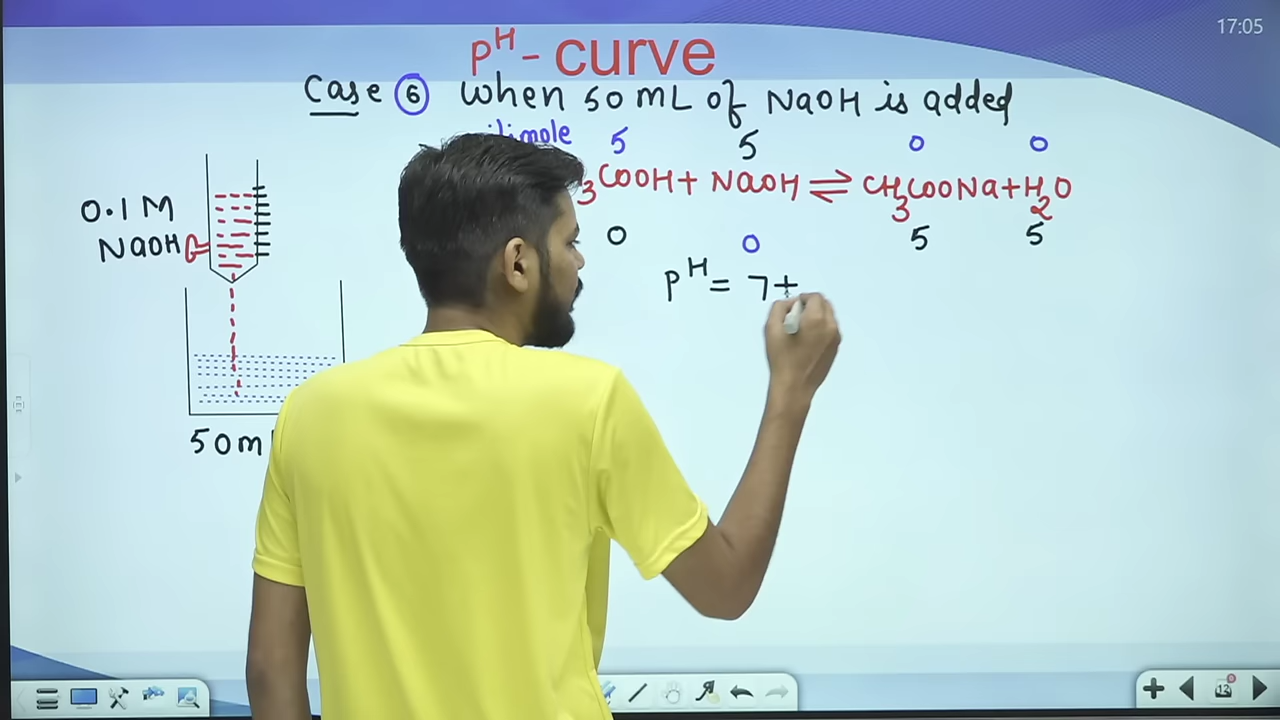 17:05
pH - curve
Case 6 when 50 mL of NaOH is added
5 5 0 0
3COOH + NaOH ⇌ CH3COONa + H2O
0 0 5 5
pH = 7+
0.1 M
NaOH
50 m
12